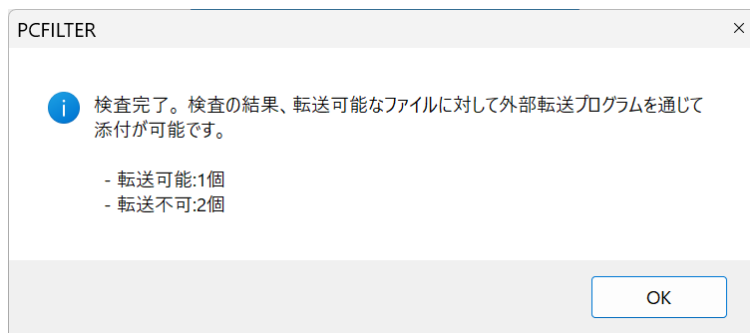 PCFILTER
検査完了。検査の結果、転送可能なファイルに対して外部転送プログラムを通じて
添付が可能です。
- 転送可能:1個
- 転送不可:2個
OK